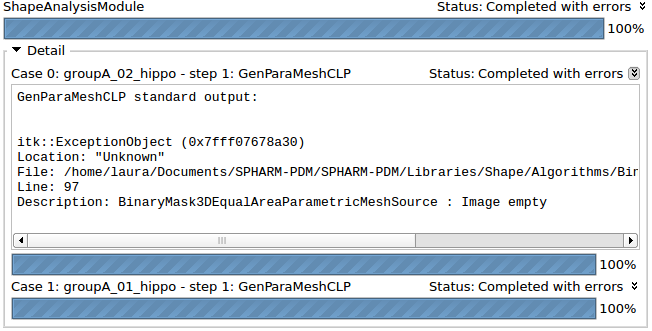 ShapeAnalysisModule Status: Completed with errors
100%
Detail
Case 0: groupA_02_hippo - step 1: GenParaMeshCLP Status: Completed with errors
GenParaMeshCLP standard output:
itk::ExceptionObject (0x7fff07678a30)
Location: "Unknown"
File: /home/laura/Documents/SPHARM-PDM/SPHARM-PDM/Libraries/Shape/Algorithms/Bin
Line: 97
Description: BinaryMask3DEqualAreaParametricMeshSource : Image empty
100%
Case 1: groupA_01_hippo - step 1: GenParaMeshCLP Status: Completed with errors
100%